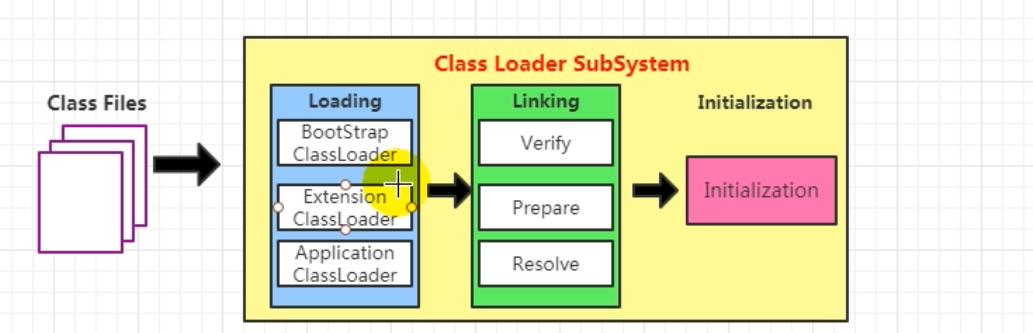 Class Loader SubSystem
Class Files
Loading
BootStrap
ClassLoader
Extension
ClassLoader
Application
ClassLoader
Linking
Verify
Prepare
Resolve
Initialization
Initialization